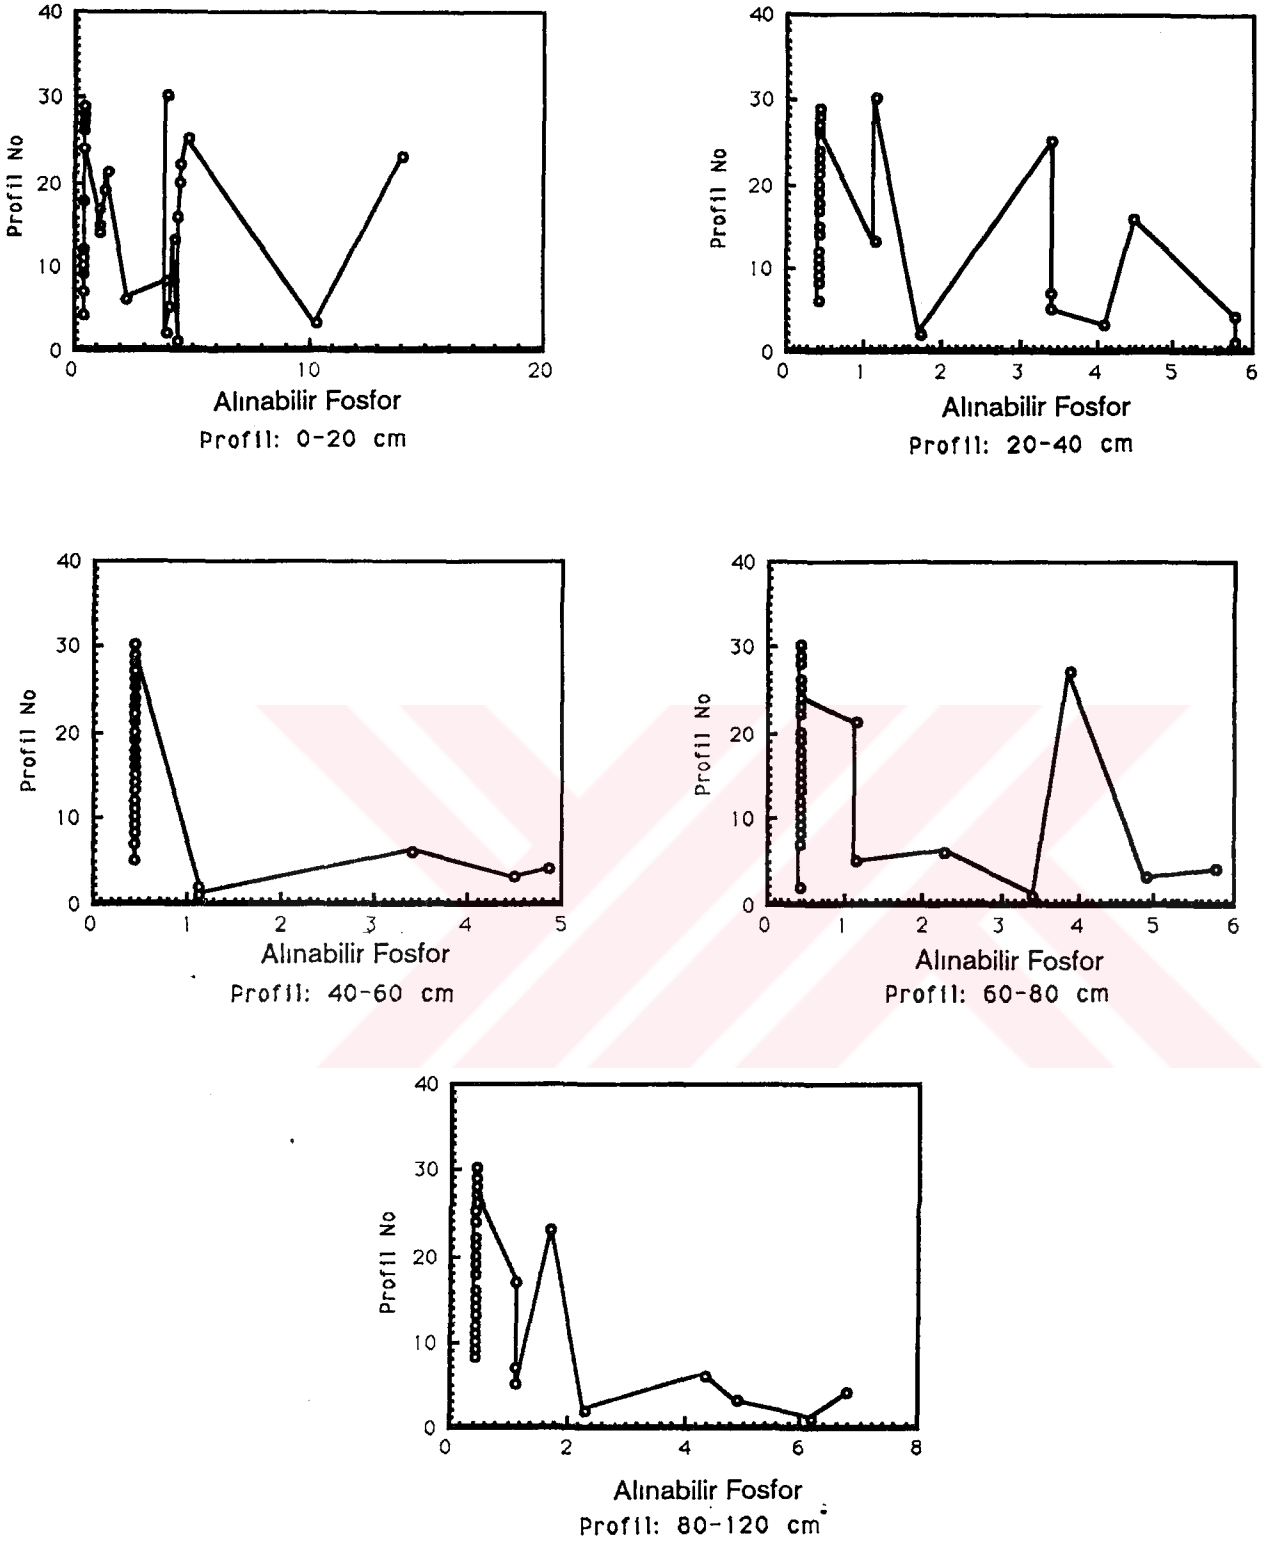 40
30
20
10
0
Profil No
0 10 20
Alınabilir Fosfor
Profil: 0-20 cm
40
30
20
10
0
Profil No
0 1 2 3 4 5 6
Alınabilir Fosfor
Profil: 20-40 cm
40
30
20
10
0
Profil No
0 1 2 3 4 5
Alınabilir Fosfor
Profil: 40-60 cm
40
30
20
10
0
Profil No
0 1 2 3 4 5 6
Alınabilir Fosfor
Profil: 60-80 cm
40
30
20
10
0
Profil No
0 2 4 6 8
Alınabilir Fosfor
Profil: 80-120 cm